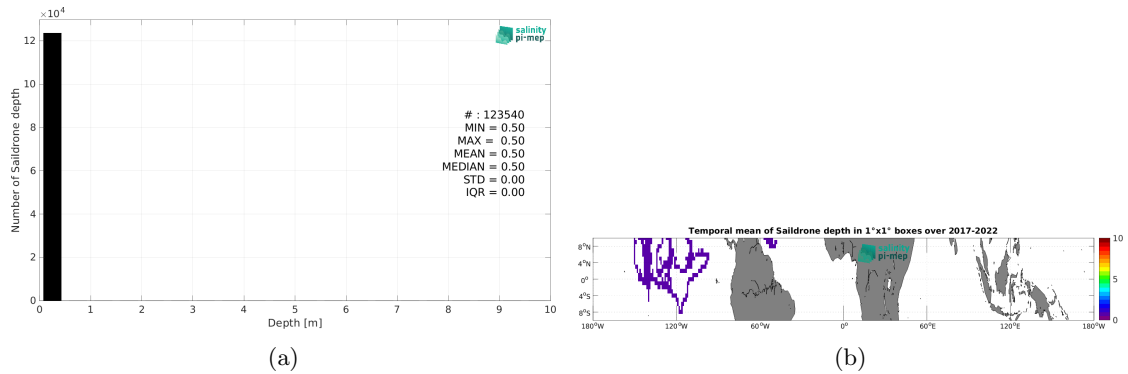 ×10⁴
12
10
8
6
4
2
0
Number of Saildrone depth
salinity
pi-mep
# : 123540
MIN = 0.50
MAX = 0.50
MEAN = 0.50
MEDIAN = 0.50
STD = 0.00
IQR = 0.00
0 1 2 3 4 5 6 7 8 9 10
Depth [m]
(a)
Temporal mean of Saildrone depth in 1°x1° boxes over 2017-2022
8°N
4°N
0°
4°S
8°S
salinity
pi-mep
180°W 120°W 60°W 0° 60°E 120°E 180°W
10
5
0
(b)